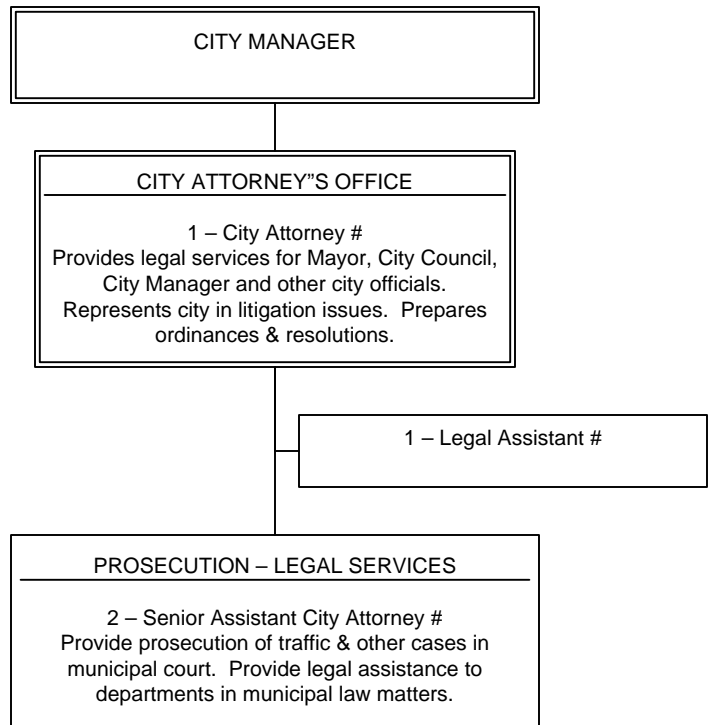 CITY MANAGER
CITY ATTORNEY"S OFFICE
1 – City Attorney #
Provides legal services for Mayor, City Council,
City Manager and other city officials.
Represents city in litigation issues.  Prepares
ordinances & resolutions.
1 – Legal Assistant #
PROSECUTION – LEGAL SERVICES
2 – Senior Assistant City Attorney #
Provide prosecution of traffic & other cases in
municipal court.  Provide legal assistance to
departments in municipal law matters.